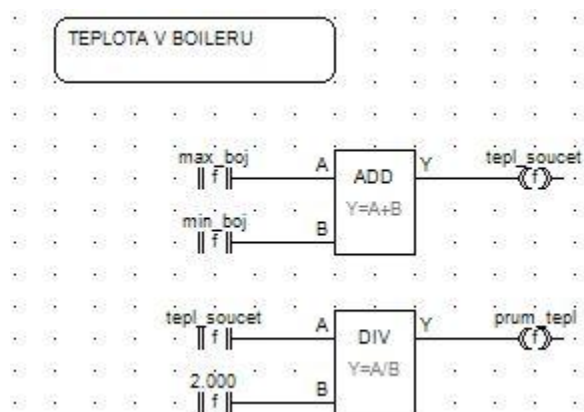 TEPLOTA V BOILERU
max_boj
A
ADD
Y
tepl_soucet
f
f
Y=A+B
min_boj
B
f
tepl_soucet
A
DIV
Y
prum_tepl
f
f
Y=A/B
2.000
B
f